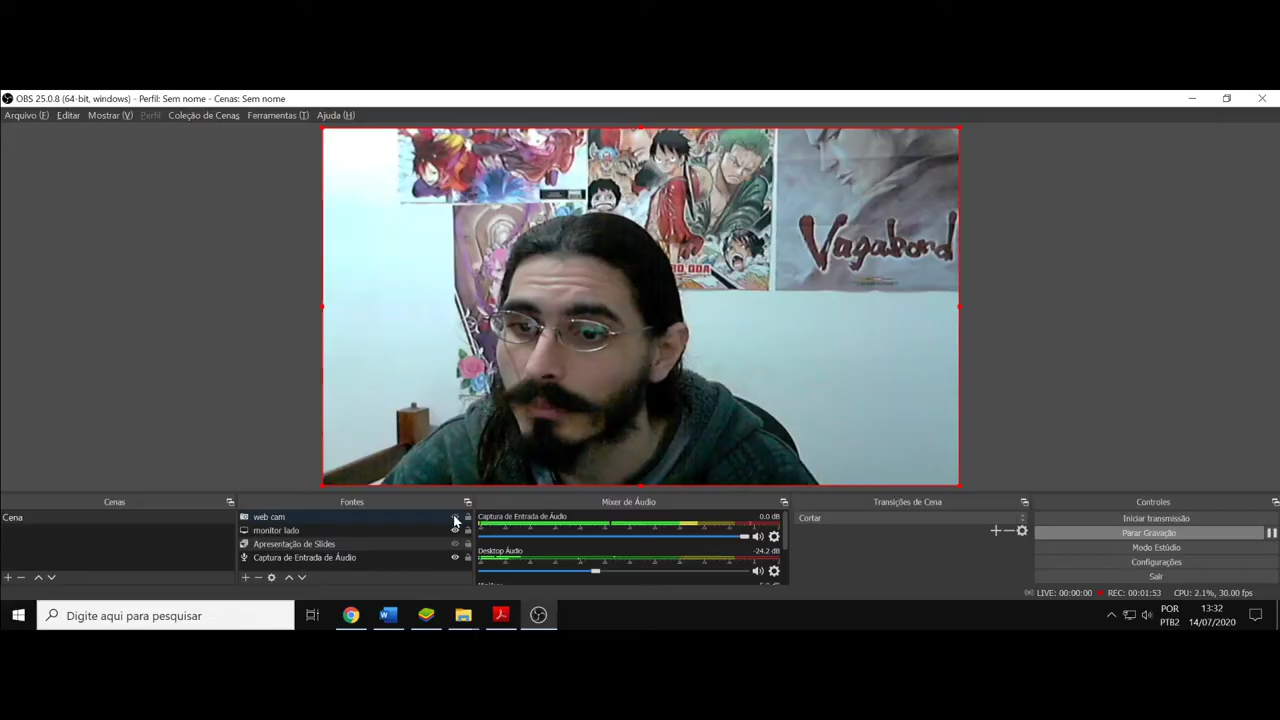 OBS 25.0.8 (64-bit, windows) - Perfil: Sem nome - Cenas: Sem nome
Arquivo (F) Editar Mostrar (V) Perfil Coleção de Cenas Ferramentas (T) Ajuda (H)
Vagabond
ODA
Cenas
Cena
Fontes
web cam
monitor lado
Apresentação de Slides
Captura de Entrada de Áudio
Mixer de Áudio
Captura de Entrada de Áudio 0.0 dB
Desktop Áudio -24.2 dB
Transições de Cena
Cortar
Controles
Iniciar transmissão
Parar Gravação
Modo Estúdio
Configurações
Sair
LIVE: 00:00:00 REC: 00:01:53 CPU: 2.1%, 30.00 fps
Digite aqui para pesquisar
POR
PTB2
13:32
14/07/2020